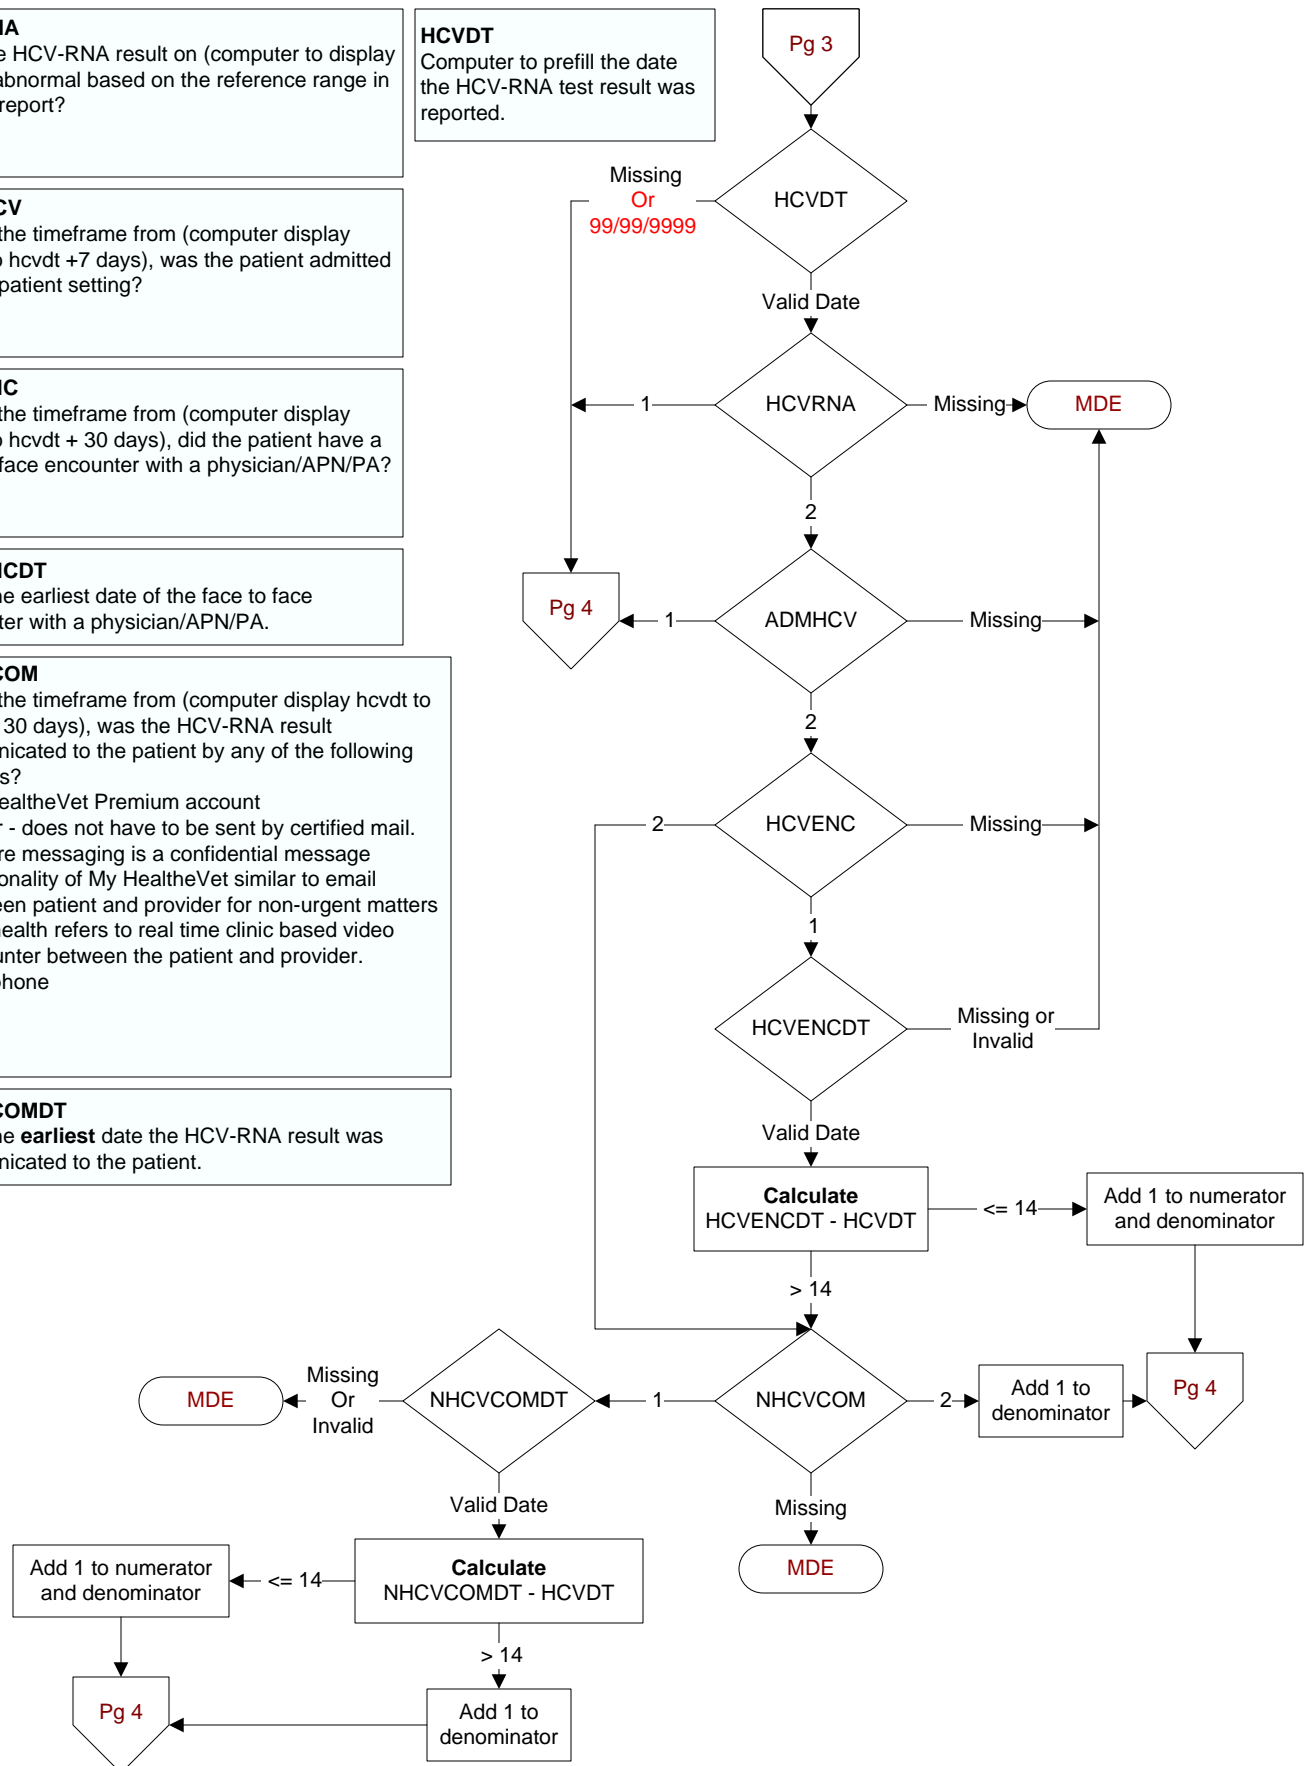 NA
e HCV-RNA result on (computer to display
abnormal based on the reference range in
report?
HCVDT
Computer to prefill the date
the HCV-RNA test result was
reported.
Pg 3
CV
the timeframe from (computer display
o hcvdt +7 days), was the patient admitted
patient setting?
Missing
Or
99/99/9999
HCVDT
Valid Date
NC
the timeframe from (computer display
o hcvdt + 30 days), did the patient have a
face encounter with a physician/APN/PA?
1
HCVRNA
Missing
MDE
2
NCDT
ne earliest date of the face to face
ter with a physician/APN/PA.
Pg 4
1
ADMHCV
Missing
2
COM
the timeframe from (computer display hcvdt to
30 days), was the HCV-RNA result
nicated to the patient by any of the following
s?
ealtheVet Premium account
r - does not have to be sent by certified mail.
re messaging is a confidential message
onality of My HealtheVet similar to email
een patient and provider for non-urgent matters
health refers to real time clinic based video
unter between the patient and provider.
phone
2
HCVENC
Missing
1
HCVENCDT
Missing or
Invalid
Valid Date
COMDT
ne earliest date the HCV-RNA result was
nicated to the patient.
Calculate
HCVENCDT - HCVDT
<= 14
Add 1 to numerator
and denominator
> 14
MDE
Missing
Or
Invalid
NHCVCOMDT
1
NHCVCOM
2
Add 1 to
denominator
Pg 4
Valid Date
Missing
MDE
Add 1 to numerator
and denominator
<= 14
Calculate
NHCVCOMDT - HCVDT
> 14
Pg 4
Add 1 to
denominator